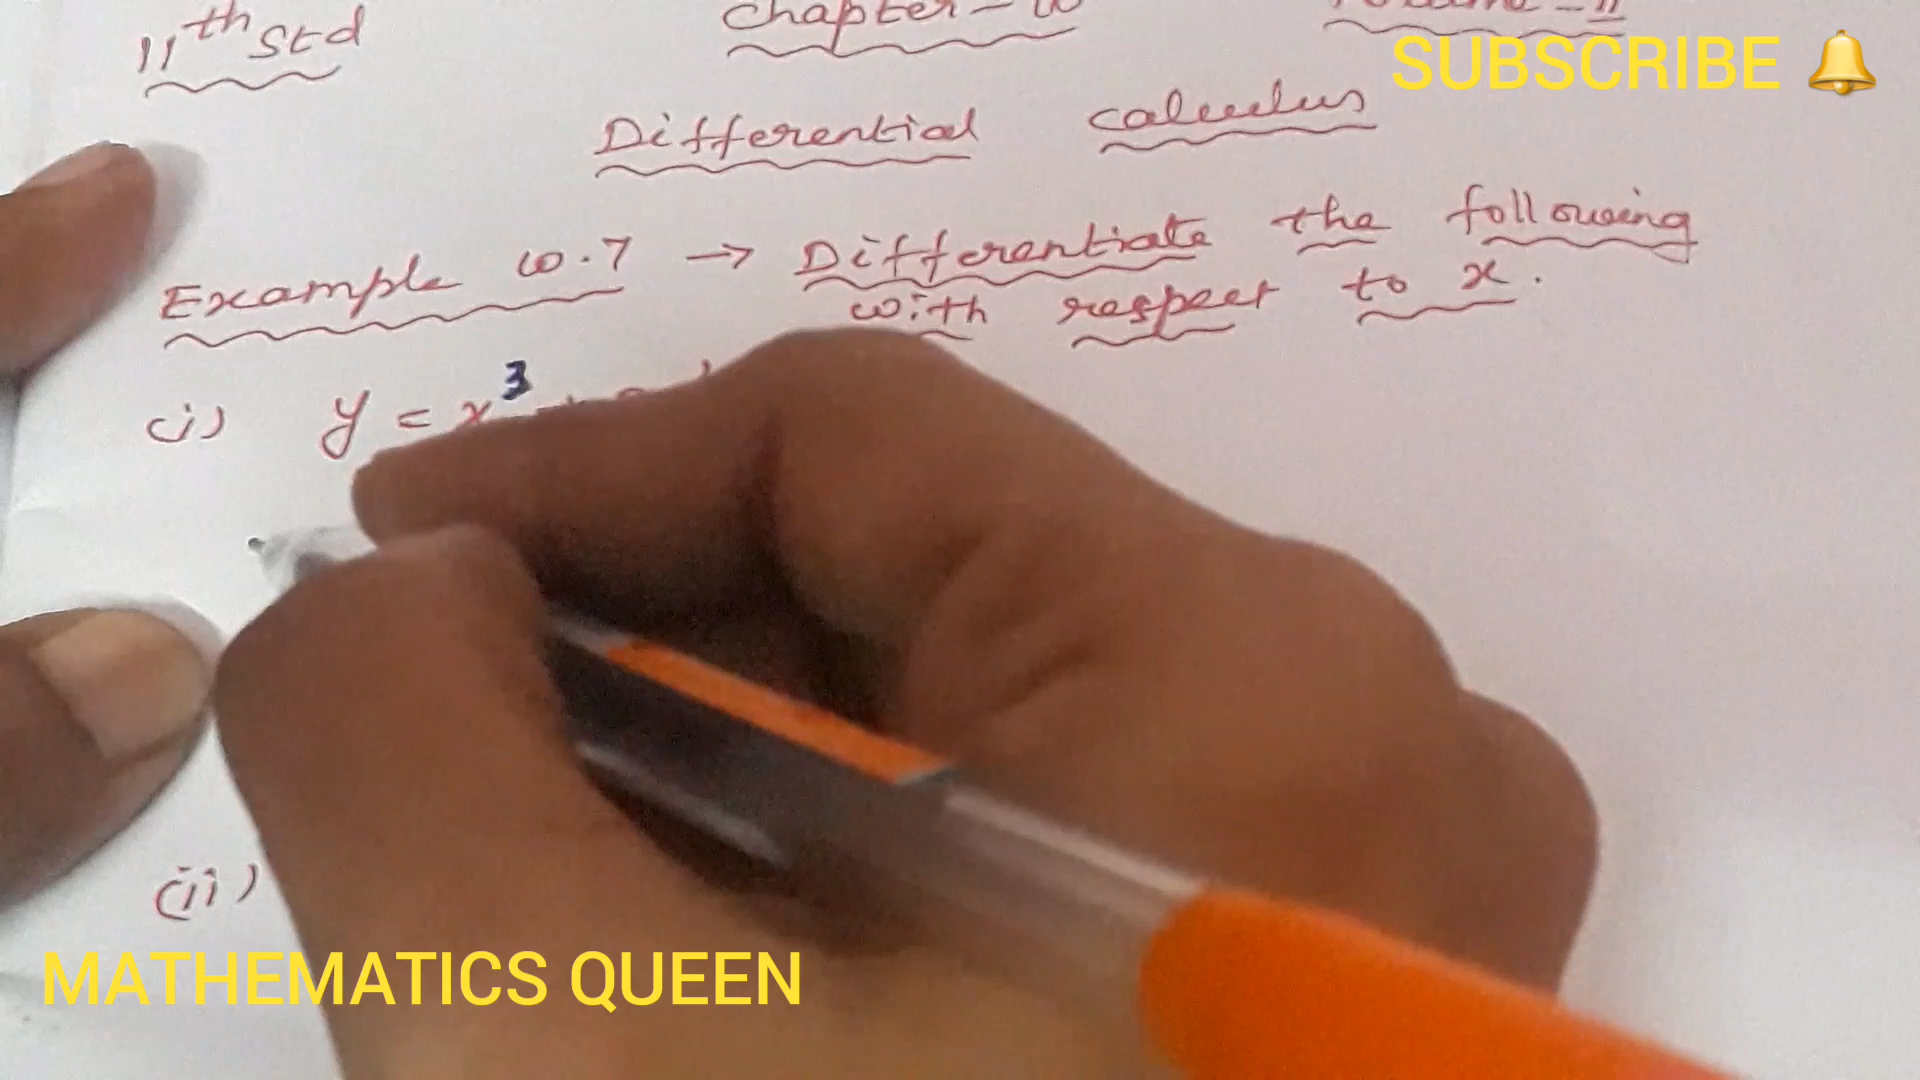 11th Std Chapter - 10
SUBSCRIBE 🔔
Differential calculus
Example 10.7 → Differentiate the following
with respect to x.
(i) y = x³ +
(ii)
MATHEMATICS QUEEN